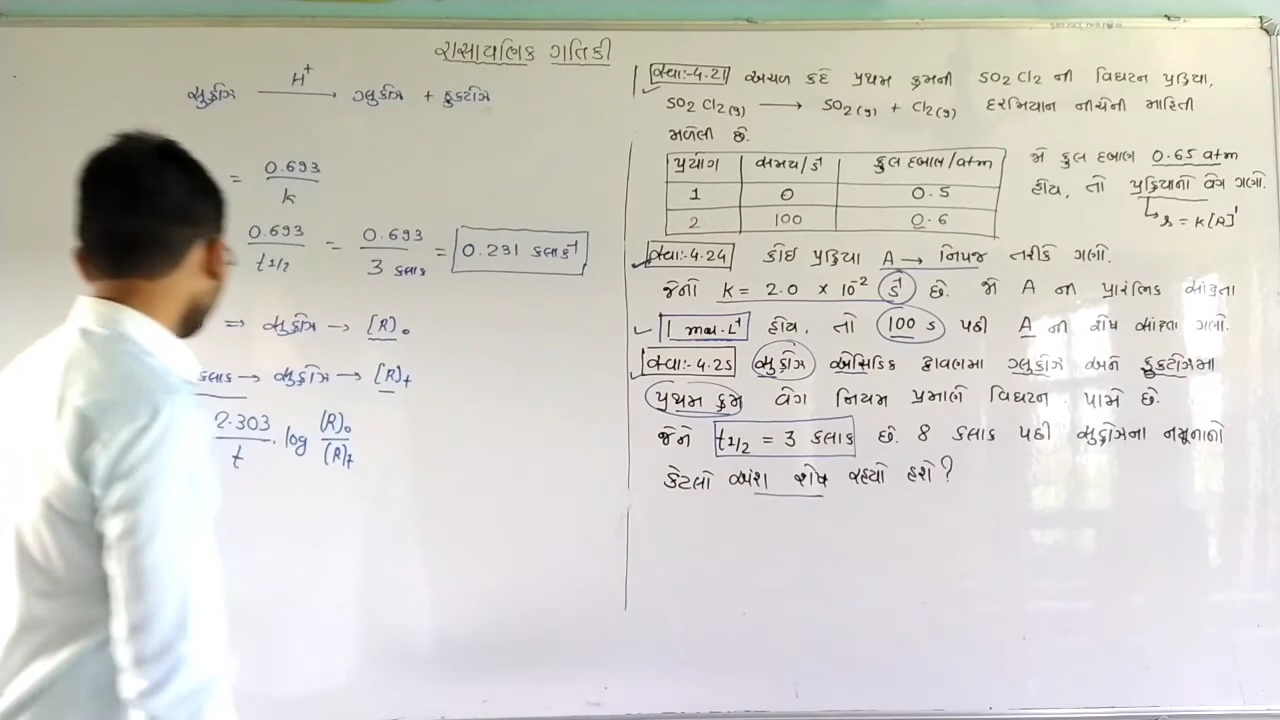 રાસાયણિક ગતિકી
સુક્રોઝ H⁺ → ગ્લુકોઝ + ફ્રુક્ટોઝ
= 0.693 / k
0.693 / t1/2 = 0.693 / 3 કલાક = 0.231 કલાક⁻¹
⇒ સુક્રોઝ → [R]₀
કલાક → સુક્રોઝ → [R]t
2.303 / t . log [R]₀ / [R]t
સ્વા:-4.21 અચળ કદે પ્રથમ ક્રમની SO2Cl2 ની વિઘટન પ્રક્રિયા,
SO2Cl2(g) → SO2(g) + Cl2(g) દરમિયાન નીચેની માહિતી
મળેલી છે.
પ્રયોગ સમય/s⁻¹ કુલ દબાણ/atm
1 0 0.5
2 100 0.6
જો કુલ દબાણ 0.65 atm
હોય, તો પ્રક્રિયાનો વેગ ગણો.
r = K[R]¹
સ્વા:-4.24 કોઈ પ્રક્રિયા A → નિપજ તરીકે ગણો.
જેનો k = 2.0 × 10⁻² s⁻¹ છે. જો A ની પ્રારંભિક સાંદ્રતા
1 mol.L⁻¹ હોય, તો 100 s પછી A ની શેષ સાંદ્રતા ગણો.
સ્વા:-4.25 સુક્રોઝ એસિડિક દ્રાવણમા ગ્લુકોઝ અને ફ્રુક્ટોઝમા
પ્રથમ ક્રમ વેગ નિયમ પ્રમાણે વિઘટન પામે છે.
જેને t1/2 = 3 કલાક છે. 8 કલાક પછી સુક્રોઝના નમૂનાનો
કેટલો અંશ શેષ રહ્યો હશે?